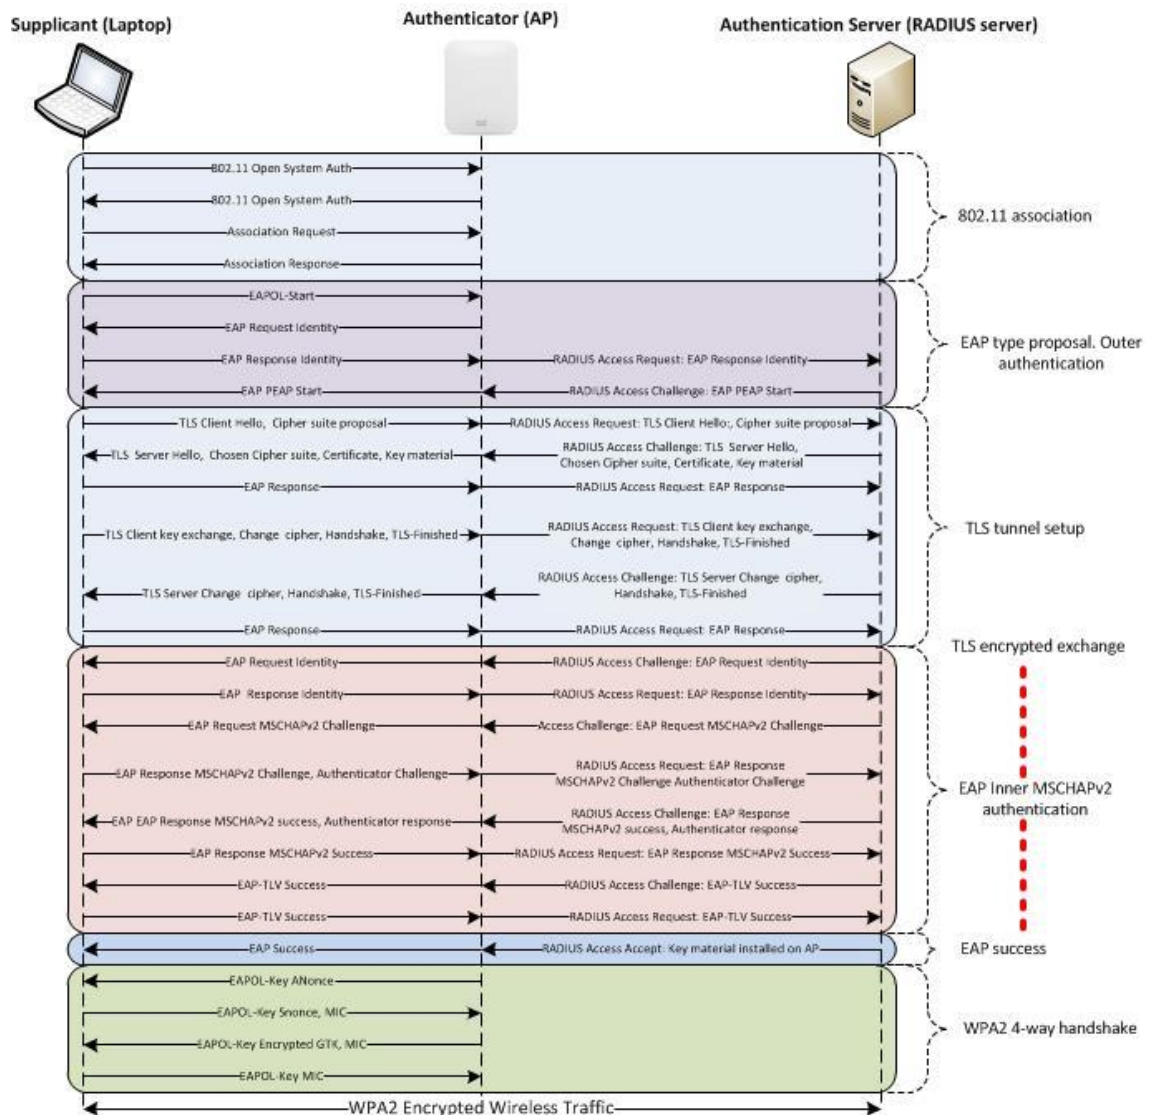 Supplicant (Laptop)
Authenticator (AP)
Authentication Server (RADIUS server)
802.11 Open System Auth
802.11 Open System Auth
Association Request
Association Response
802.11 association
EAPOL-Start
EAP Request Identity
EAP Response Identity
RADIUS Access Request: EAP Response Identity
EAP PEAP Start
RADIUS Access Challenge: EAP PEAP Start
EAP type proposal. Outer
authentication
TLS Client Hello, Cipher suite proposal
RADIUS Access Request: TLS Client Hello:, Cipher suite proposal
TLS Server Hello, Chosen Cipher suite, Certificate, Key material
RADIUS Access Challenge: TLS Server Hello,
Chosen Cipher suite, Certificate, Key material
EAP Response
RADIUS Access Request: EAP Response
TLS Client key exchange, Change cipher, Handshake, TLS-Finished
RADIUS Access Request: TLS Client key exchange,
Change cipher, Handshake, TLS-Finished
TLS Server Change cipher, Handshake, TLS-Finished
RADIUS Access Challenge: TLS Server Change cipher,
Handshake, TLS-Finished
EAP Response
RADIUS Access Request: EAP Response
TLS tunnel setup
TLS encrypted exchange
EAP Request Identity
RADIUS Access Challenge: EAP Request Identity
EAP Response Identity
RADIUS Access Request: EAP Response Identity
EAP Request MSCHAPv2 Challenge
Access Challenge: EAP Request MSCHAPv2 Challenge
EAP Response MSCHAPv2 Challenge, Authenticator Challenge
RADIUS Access Request: EAP Response
MSCHAPv2 Challenge Authenticator Challenge
EAP EAP Response MSCHAPv2 success, Authenticator response
RADIUS Access Challenge: EAP Response
MSCHAPv2 success, Authenticator response
EAP Response MSCHAPv2 Success
RADIUS Access Request: EAP Response MSCHAPv2 Success
EAP-TLV Success
RADIUS Access Challenge: EAP-TLV Success
EAP-TLV Success
RADIUS Access Request: EAP-TLV Success
EAP Inner MSCHAPv2
authentication
EAP Success
RADIUS Access Accept: Key material installed on AP
EAP success
EAPOL-Key ANonce
EAPOL-Key Snonce, MIC
EAPOL-Key Encrypted GTK, MIC
EAPOL-Key MIC
WPA2 4-way handshake
WPA2 Encrypted Wireless Traffic